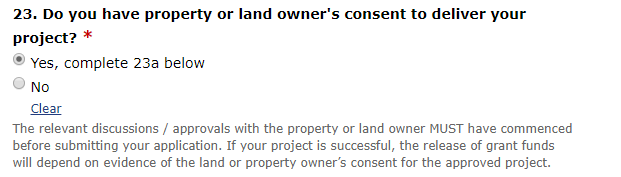 23. Do you have property or land owner's consent to deliver your
project? *
Yes, complete 23a below
No
Clear
The relevant discussions / approvals with the property or land owner MUST have commenced
before submitting your application. If your project is successful, the release of grant funds
will depend on evidence of the land or property owner’s consent for the approved project.